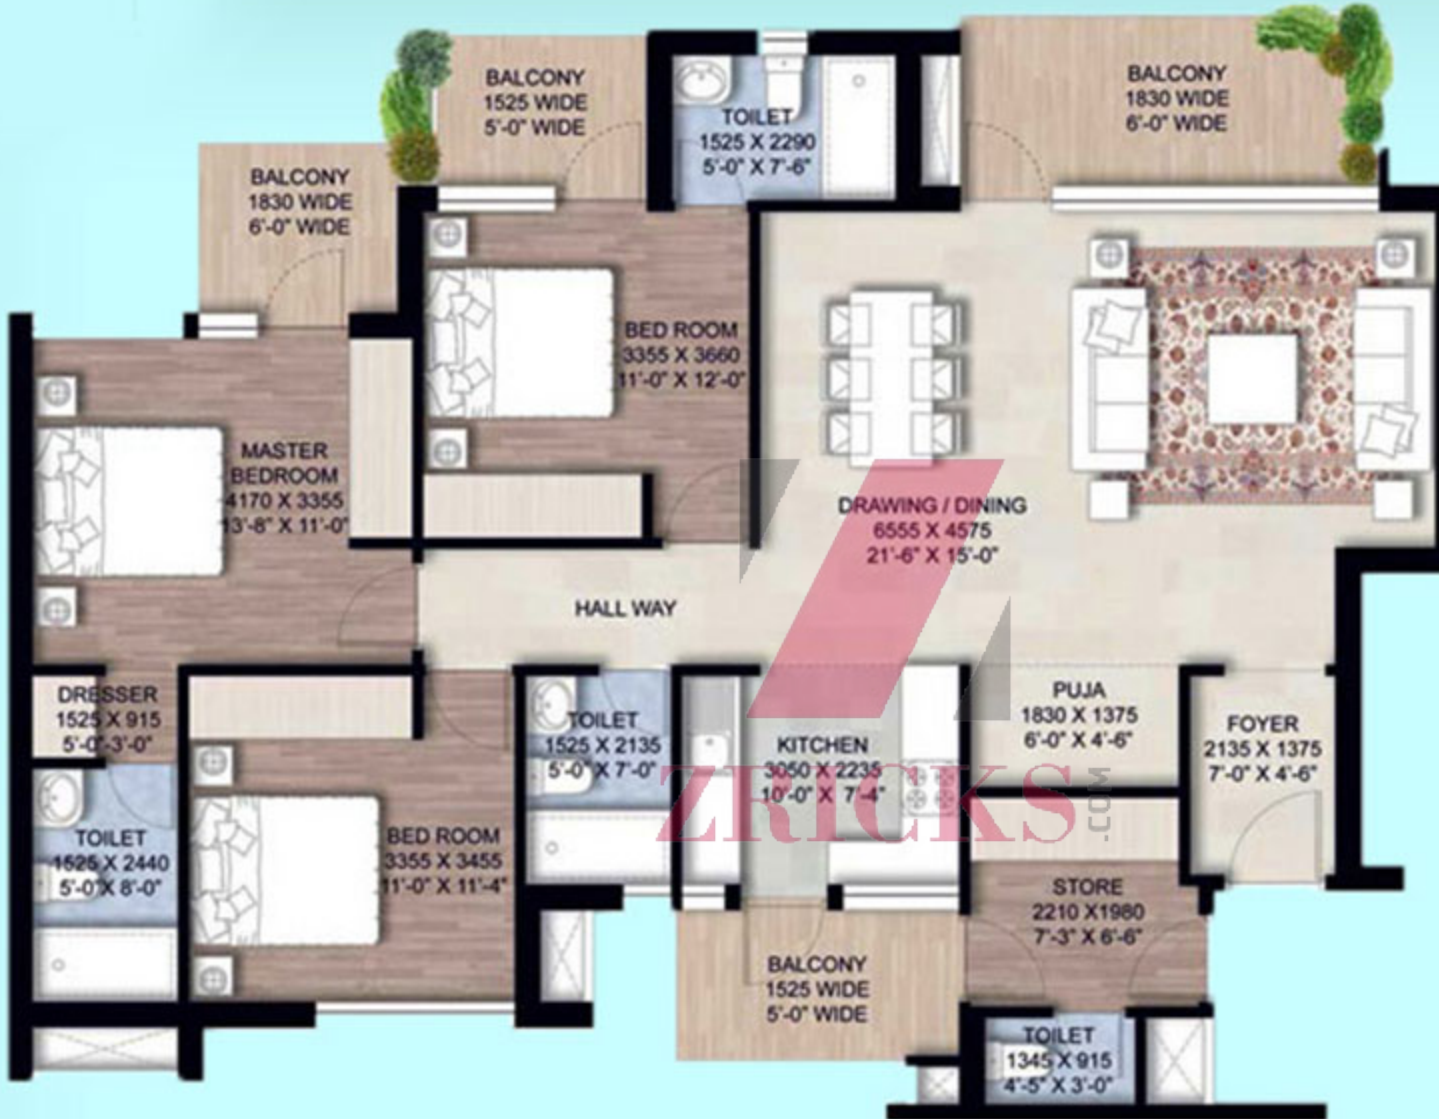 BALCONY
1525 WIDE
5'-0" WIDE
TOILET
1525 X 2290
5'-0" X 7'-6"
BALCONY
1830 WIDE
6'-0" WIDE
BALCONY
1830 WIDE
6'-0" WIDE
BED ROOM
3355 X 3660
11'-0" X 12'-0"
MASTER
BEDROOM
4170 X 3355
13'-8" X 11'-0"
DRAWING / DINING
6555 X 4575
21'-6" X 15'-0"
HALL WAY
DRESSER
1525 X 915
5'-0"-3'-0"
TOILET
1525 X 2135
5'-0" X 7'-0"
KITCHEN
3050 X 2235
10'-0" X 7'-4"
PUJA
1830 X 1375
6'-0" X 4'-6"
FOYER
2135 X 1375
7'-0" X 4'-6"
ZRICKS
.COM
TOILET
1525 X 2440
5'-0" X 8'-0"
BED ROOM
3355 X 3455
11'-0" X 11'-4"
STORE
2210 X1980
7'-3" X 6'-6"
BALCONY
1525 WIDE
5'-0" WIDE
TOILET
1345 X 915
4'-5" X 3'-0"